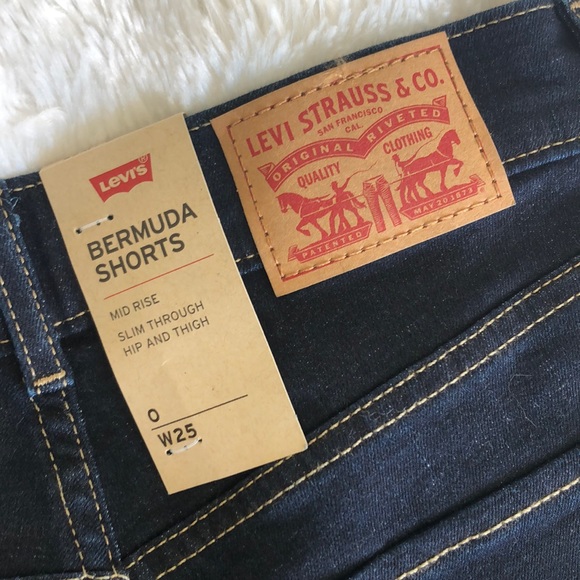 Levi's
BERMUDA
SHORTS
MID RISE
SLIM THROUGH
HIP AND THIGH
0
W25
LEVI STRAUSS & CO.
SAN FRANCISCO
CAL.
ORIGINAL RIVETED
QUALITY CLOTHING
PATENTED MAY 20 1873